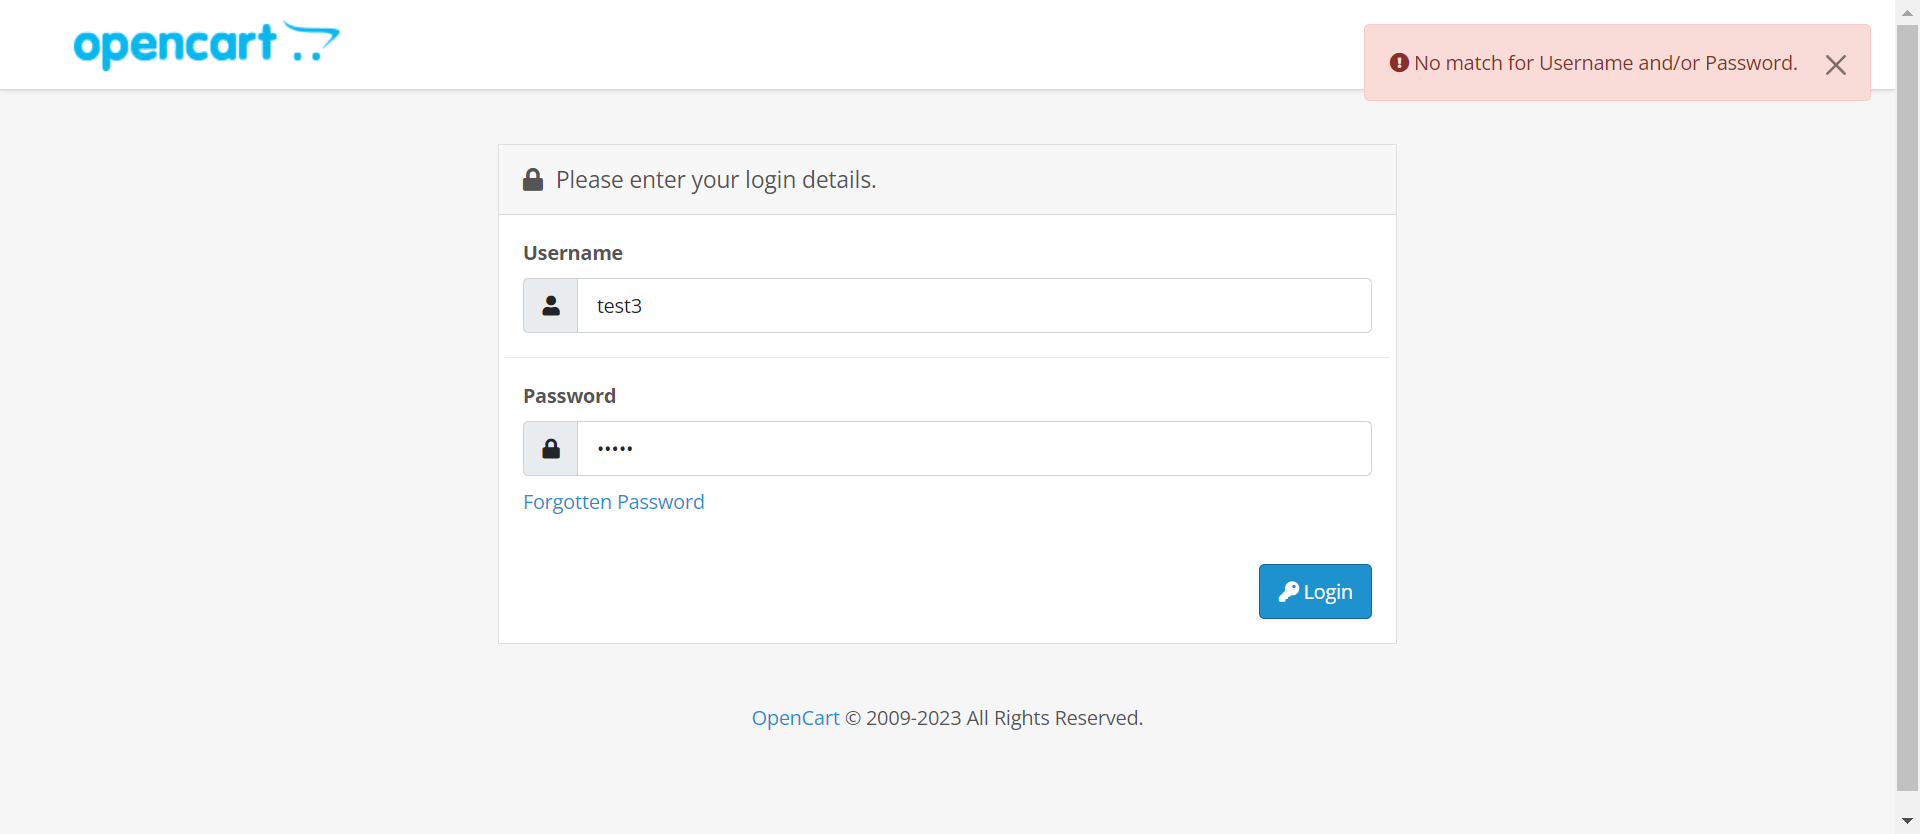 opencart
No match for Username and/or Password.
Please enter your login details.
Username
test3
Password
•••••
Forgotten Password
Login
OpenCart © 2009-2023 All Rights Reserved.